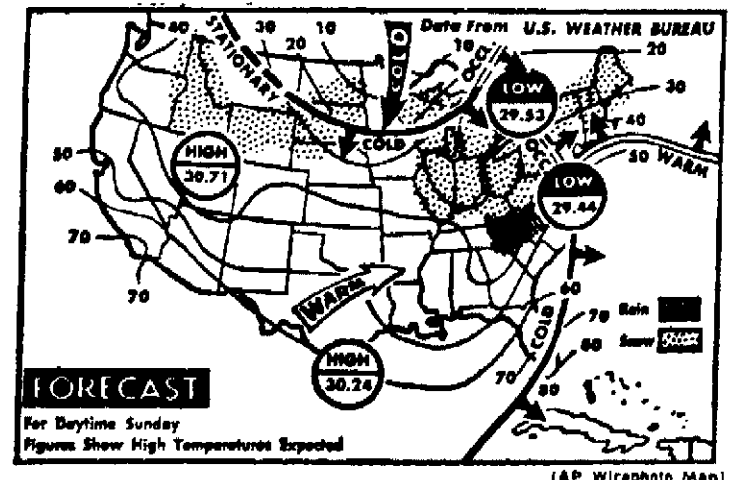 Data From U.S. WEATHER BUREAU
40
30
20
10
COLD
10
OCCL
20
STATIONARY
LOW
29.53
30
40
COLD
HIGH
30.71
50
50 WARM
60
LOW
29.44
70
70
WARM
60
70
Rain
COLD
80
Snow
HIGH
30.24
70
80
FORECAST
For Daytime Sunday
Figures Show High Temperatures Expected
(AP Wirephoto Map)